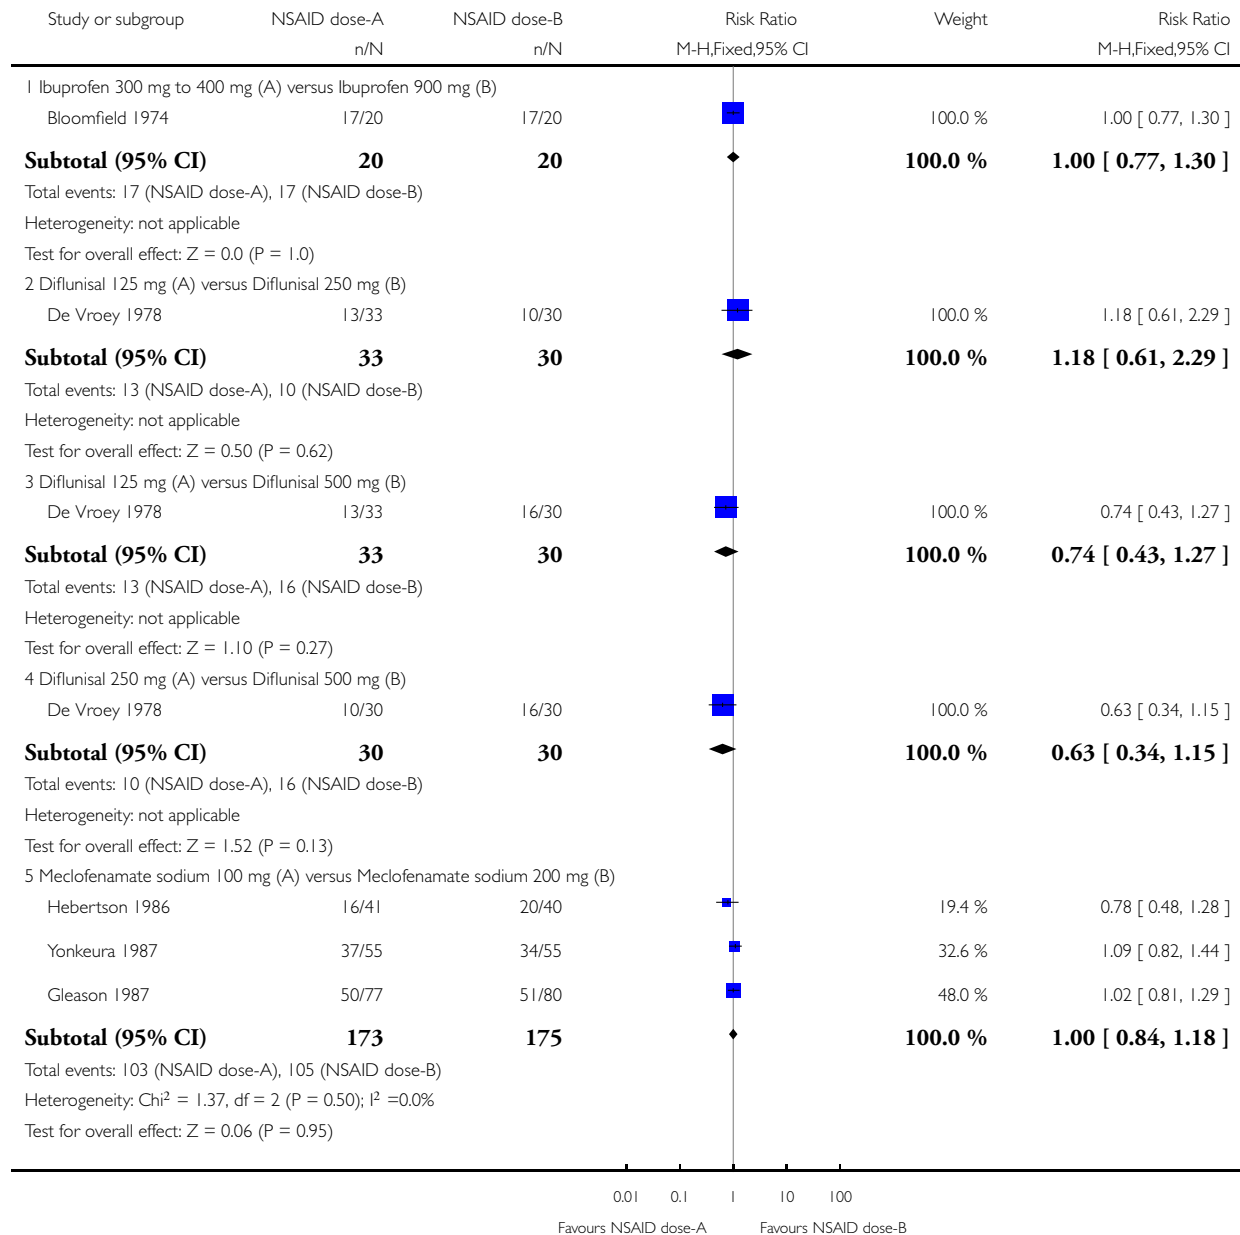 Study or subgroup NSAID dose-A NSAID dose-B Risk Ratio Weight Risk Ratio
n/N n/N M-H,Fixed,95% CI M-H,Fixed,95% CI
1 Ibuprofen 300 mg to 400 mg (A) versus Ibuprofen 900 mg (B)
Bloomfield 1974 17/20 17/20 100.0 % 1.00 [ 0.77, 1.30 ]
Subtotal (95% CI) 20 20 100.0 % 1.00 [ 0.77, 1.30 ]
Total events: 17 (NSAID dose-A), 17 (NSAID dose-B)
Heterogeneity: not applicable
Test for overall effect: Z = 0.0 (P = 1.0)
2 Diflunisal 125 mg (A) versus Diflunisal 250 mg (B)
De Vroey 1978 13/33 10/30 100.0 % 1.18 [ 0.61, 2.29 ]
Subtotal (95% CI) 33 30 100.0 % 1.18 [ 0.61, 2.29 ]
Total events: 13 (NSAID dose-A), 10 (NSAID dose-B)
Heterogeneity: not applicable
Test for overall effect: Z = 0.50 (P = 0.62)
3 Diflunisal 125 mg (A) versus Diflunisal 500 mg (B)
De Vroey 1978 13/33 16/30 100.0 % 0.74 [ 0.43, 1.27 ]
Subtotal (95% CI) 33 30 100.0 % 0.74 [ 0.43, 1.27 ]
Total events: 13 (NSAID dose-A), 16 (NSAID dose-B)
Heterogeneity: not applicable
Test for overall effect: Z = 1.10 (P = 0.27)
4 Diflunisal 250 mg (A) versus Diflunisal 500 mg (B)
De Vroey 1978 10/30 16/30 100.0 % 0.63 [ 0.34, 1.15 ]
Subtotal (95% CI) 30 30 100.0 % 0.63 [ 0.34, 1.15 ]
Total events: 10 (NSAID dose-A), 16 (NSAID dose-B)
Heterogeneity: not applicable
Test for overall effect: Z = 1.52 (P = 0.13)
5 Meclofenamate sodium 100 mg (A) versus Meclofenamate sodium 200 mg (B)
Hebertson 1986 16/41 20/40 19.4 % 0.78 [ 0.48, 1.28 ]
Yonkeura 1987 37/55 34/55 32.6 % 1.09 [ 0.82, 1.44 ]
Gleason 1987 50/77 51/80 48.0 % 1.02 [ 0.81, 1.29 ]
Subtotal (95% CI) 173 175 100.0 % 1.00 [ 0.84, 1.18 ]
Total events: 103 (NSAID dose-A), 105 (NSAID dose-B)
Heterogeneity: Chi² = 1.37, df = 2 (P = 0.50); I² =0.0%
Test for overall effect: Z = 0.06 (P = 0.95)
0.01 0.1 1 10 100
Favours NSAID dose-A Favours NSAID dose-B